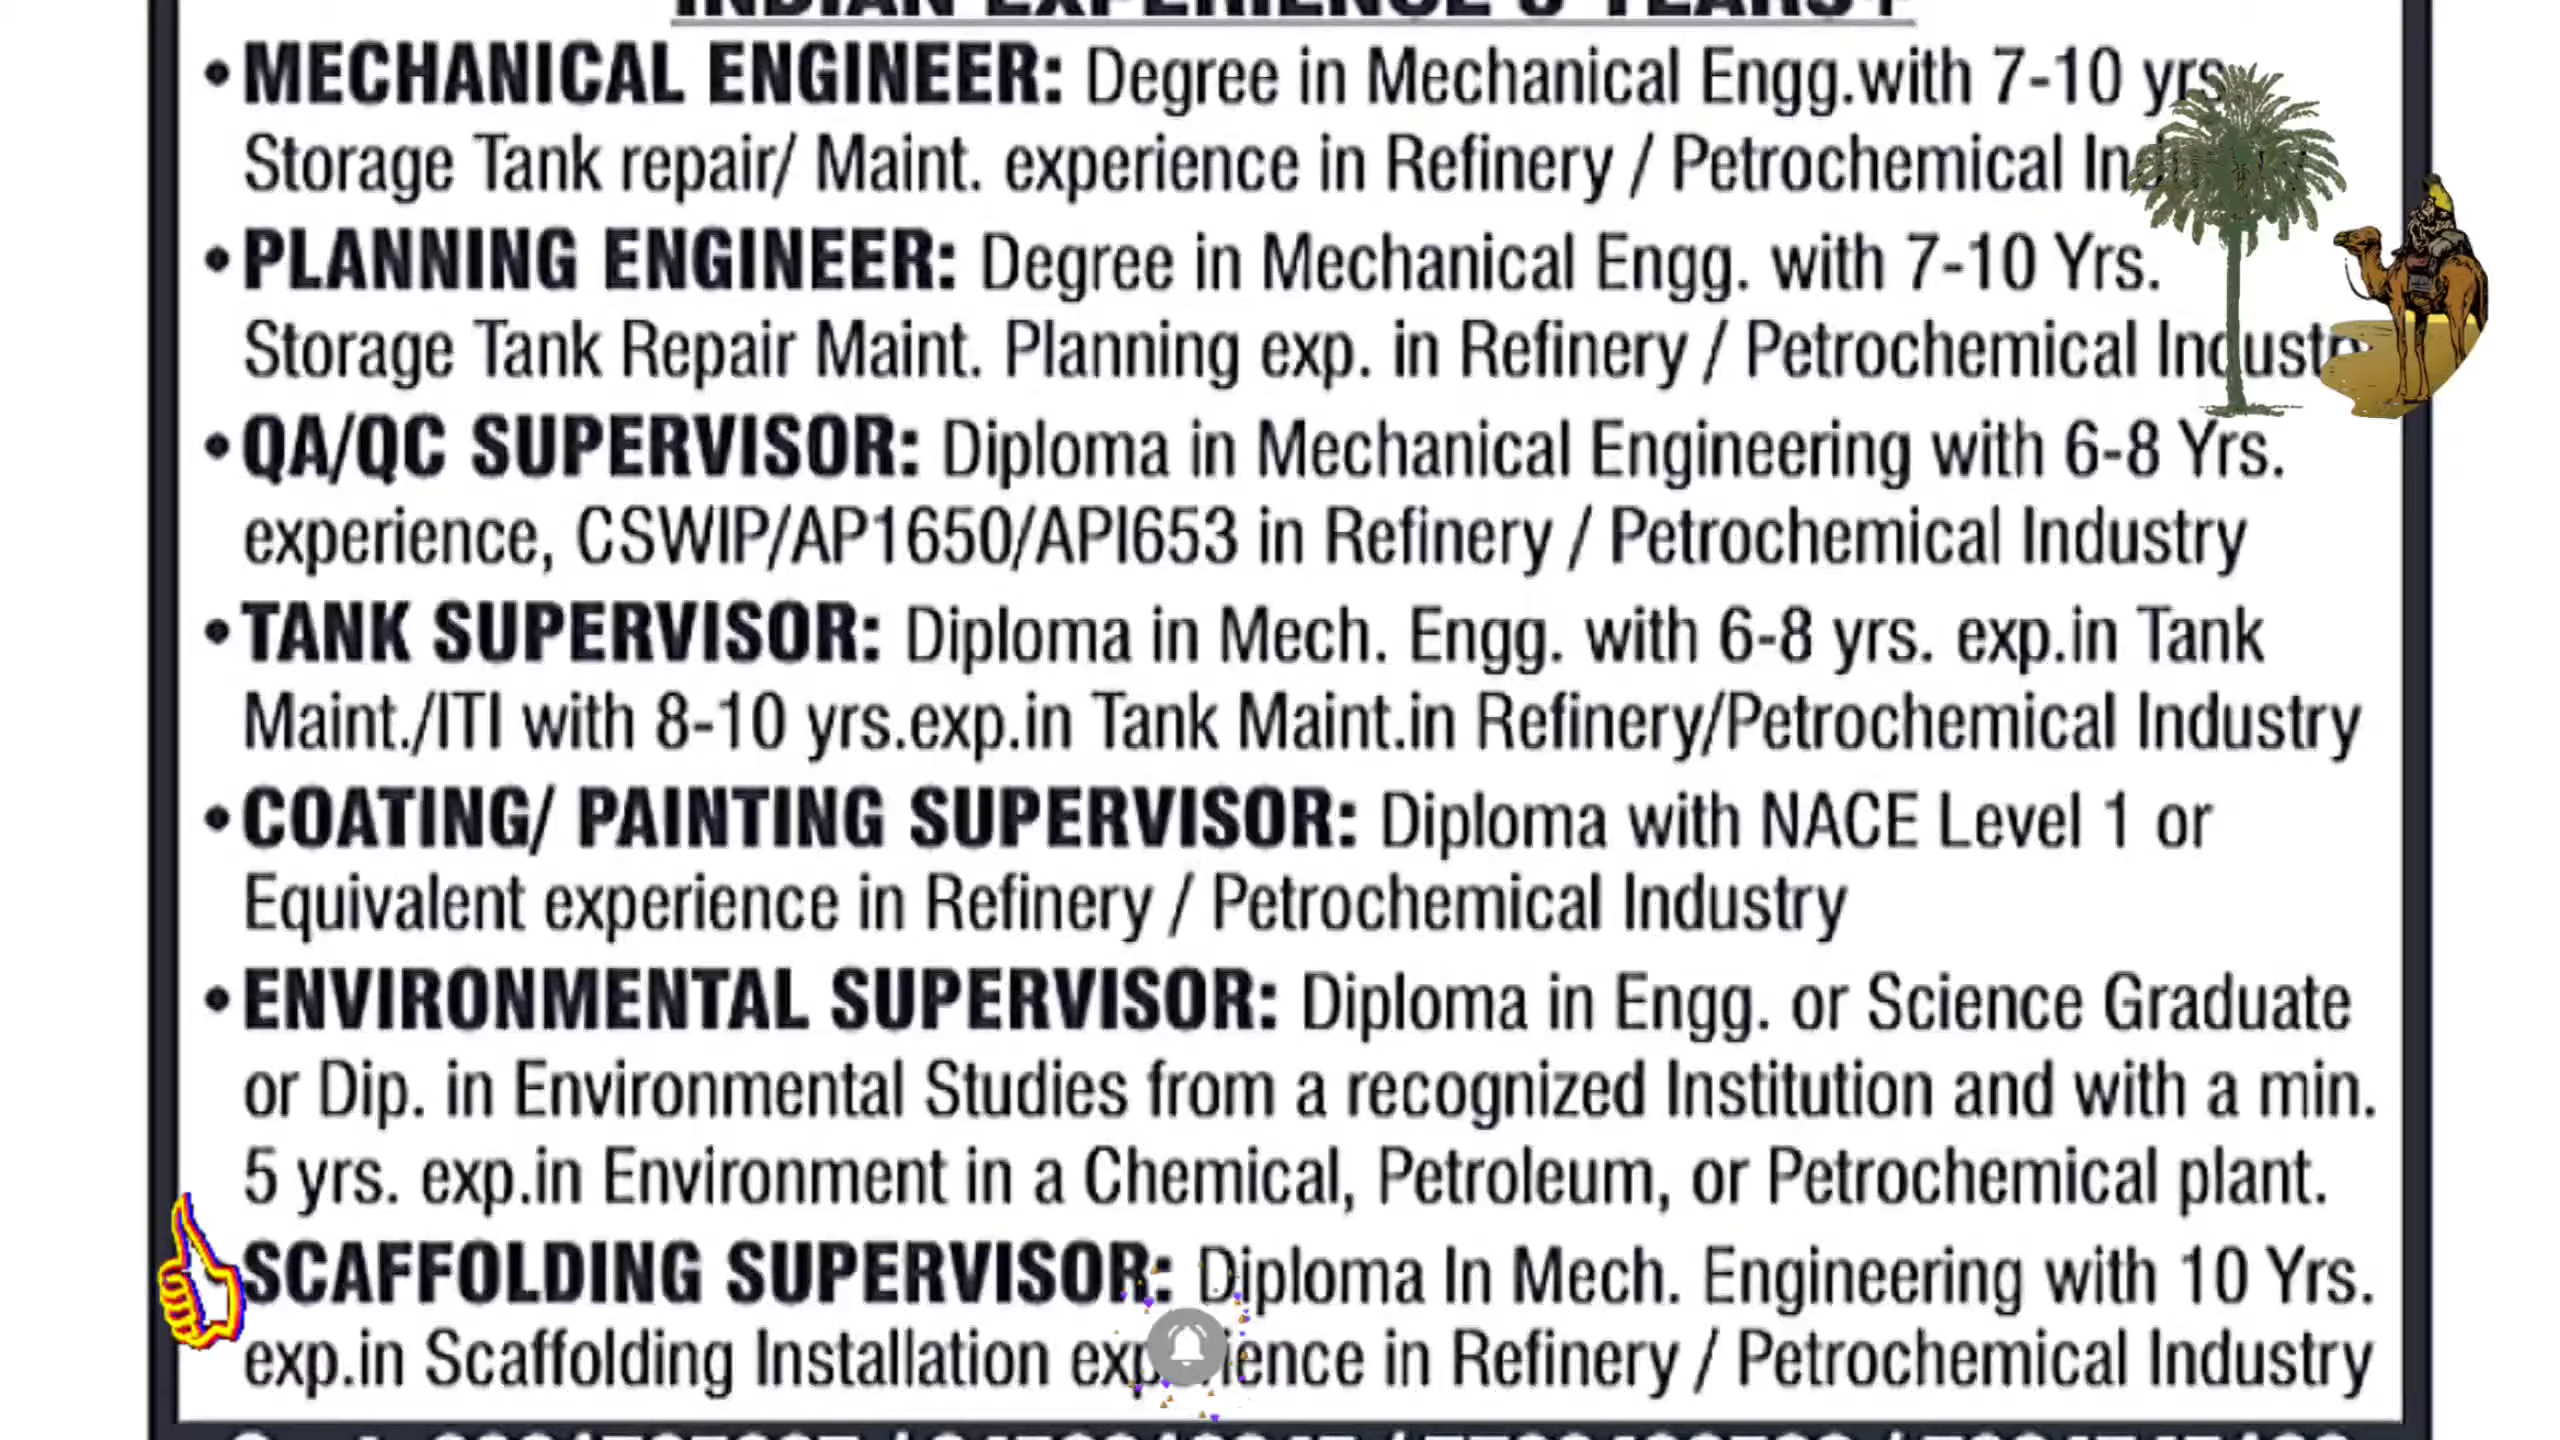 INDIAN EXPERIENCE YEARS+
• MECHANICAL ENGINEER: Degree in Mechanical Engg.with 7-10 yrs
Storage Tank repair/ Maint. experience in Refinery / Petrochemical
• PLANNING ENGINEER: Degree in Mechanical Engg. with 7-10 Yrs.
Storage Tank Repair Maint. Planning exp. in Refinery / Petrochemical Industry
• QA/QC SUPERVISOR: Diploma in Mechanical Engineering with 6-8 Yrs.
experience, CSWIP/AP1650/API653 in Refinery / Petrochemical Industry
• TANK SUPERVISOR: Diploma in Mech. Engg. with 6-8 yrs. exp.in Tank
Maint./ITI with 8-10 yrs.exp.in Tank Maint.in Refinery/Petrochemical Industry
• COATING/ PAINTING SUPERVISOR: Diploma with NACE Level 1 or
Equivalent experience in Refinery / Petrochemical Industry
• ENVIRONMENTAL SUPERVISOR: Diploma in Engg. or Science Graduate
or Dip. in Environmental Studies from a recognized Institution and with a min.
5 yrs. exp.in Environment in a Chemical, Petroleum, or Petrochemical plant.
SCAFFOLDING SUPERVISOR: Diploma In Mech. Engineering with 10 Yrs.
exp.in Scaffolding Installation experience in Refinery / Petrochemical Industry